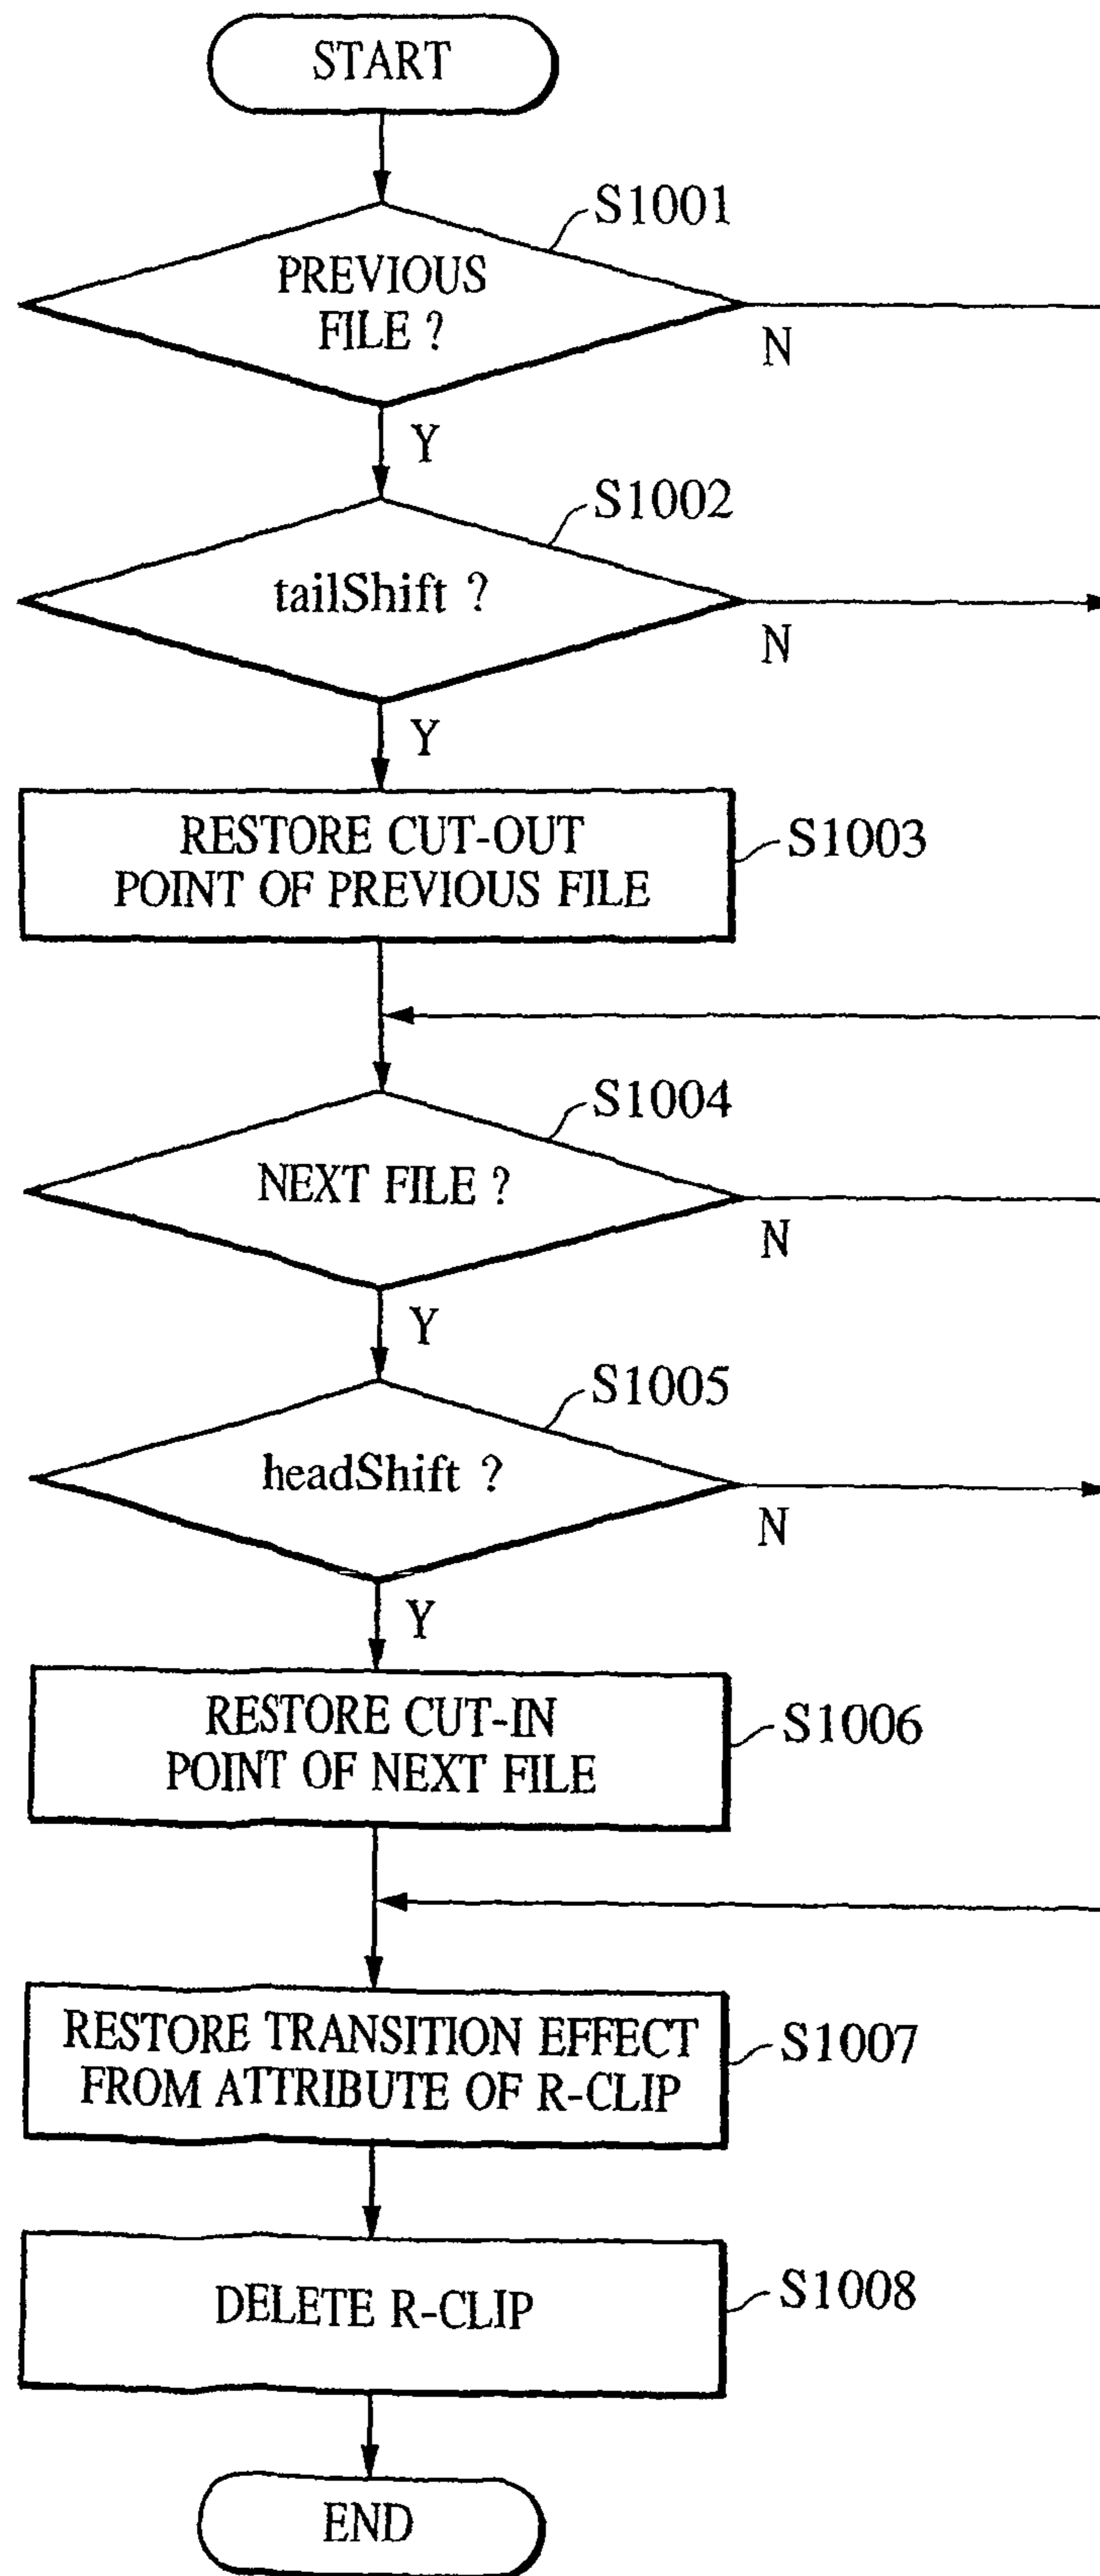 START
S1001
PREVIOUS
FILE ?
N
Y
S1002
tailShift ?
N
Y
RESTORE CUT-OUT
POINT OF PREVIOUS FILE
S1003
S1004
NEXT FILE ?
N
Y
S1005
headShift ?
N
Y
RESTORE CUT-IN
POINT OF NEXT FILE
S1006
RESTORE TRANSITION EFFECT
FROM ATTRIBUTE OF R-CLIP
S1007
DELETE R-CLIP
S1008
END